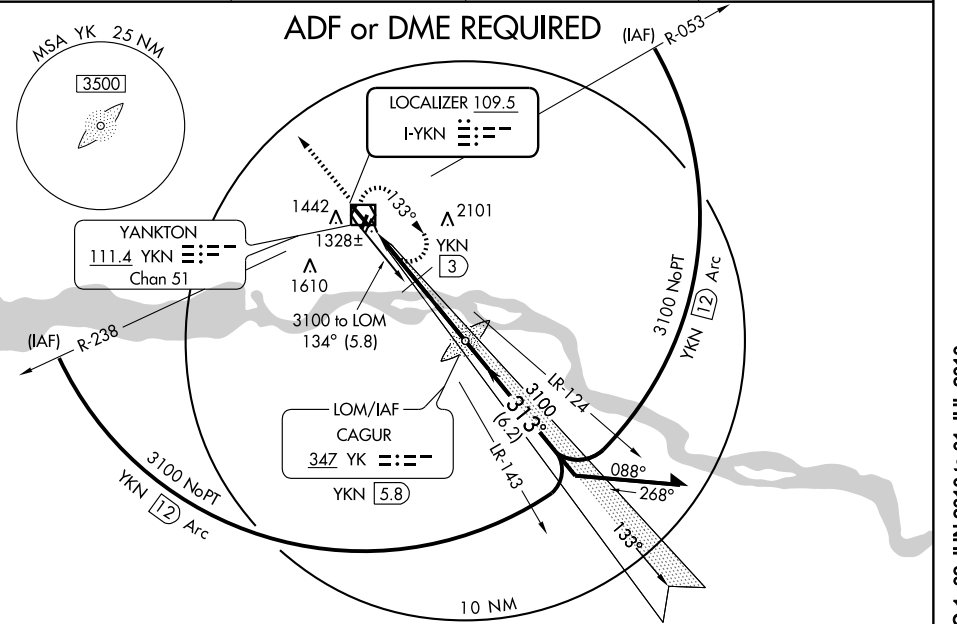 ADF or DME REQUIRED
MSA YK 25 NM
3500
(IAF) R-053
LOCALIZER 109.5
I-YKN
1442
1328±
133°
2101
YKN
3
YANKTON
111.4 YKN
Chan 51
1610
3100 to LOM
134° (5.8)
3100 NoPT
YKN 12 Arc
(IAF) R-238
LOM/IAF
CAGUR
347 YK
YKN 5.8
3100
313°
(6.2)
LR-124
LR-143
088°
268°
133°
3100 NoPT
YKN 12 Arc
10 NM